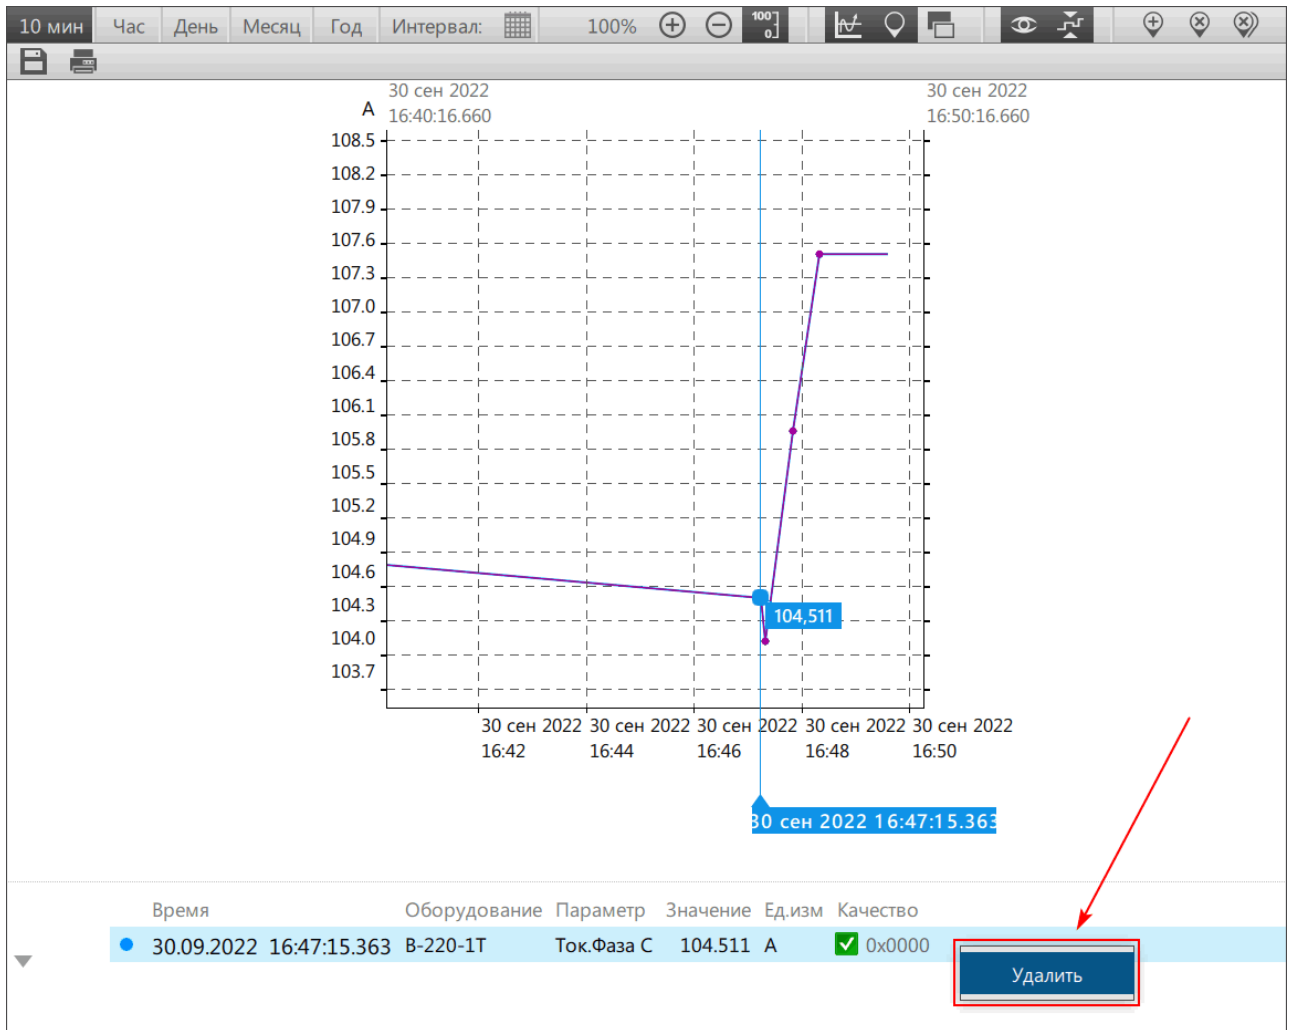 10 мин Час День Месяц Год Интервал: 100% 100 0
30 сен 2022 30 сен 2022
А 16:40:16.660 16:50:16.660
108.5
108.2
107.9
107.6
107.3
107.0
106.7
106.4
106.1
105.8
105.5
105.2
104.9
104.6
104.3
104,511
104.0
103.7
30 сен 2022 30 сен 2022 30 сен 2022 30 сен 2022 30 сен 2022
16:42 16:44 16:46 16:48 16:50
30 сен 2022 16:47:15.363
Время Оборудование Параметр Значение Ед.изм Качество
30.09.2022 16:47:15.363 В-220-1Т Ток.Фаза С 104.511 А 0x0000
Удалить